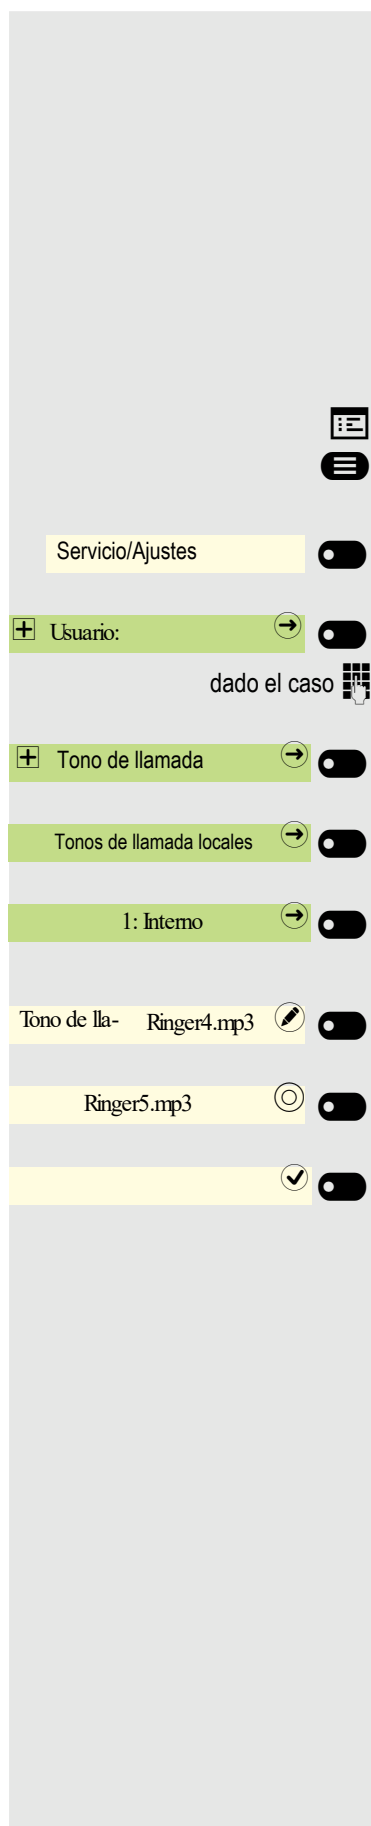 Servicio/Ajustes
Usuario:
dado el caso
Tono de llamada
Tonos de llamada locales
1: Interno
Tono de lla- Ringer4.mp3
Ringer5.mp3